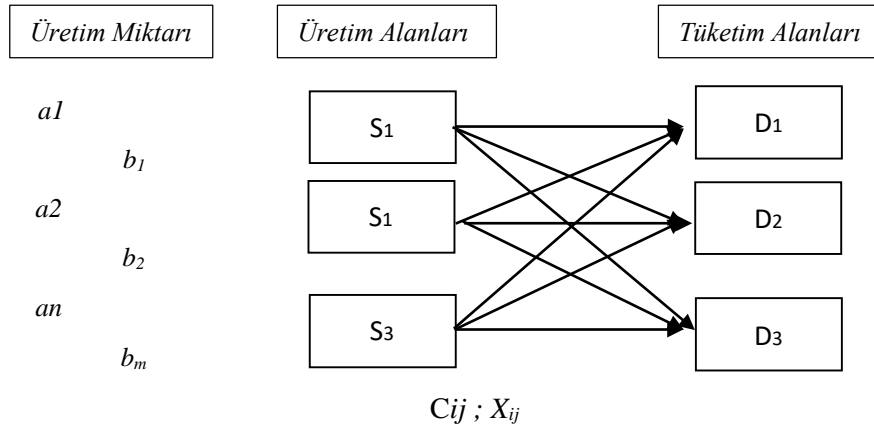 Üretim Miktarı Üretim Alanları Tüketim Alanları
a1 S1 D1
b1
a2 S1 D2
b2
an S3 D3
bm
Cij ; Xij